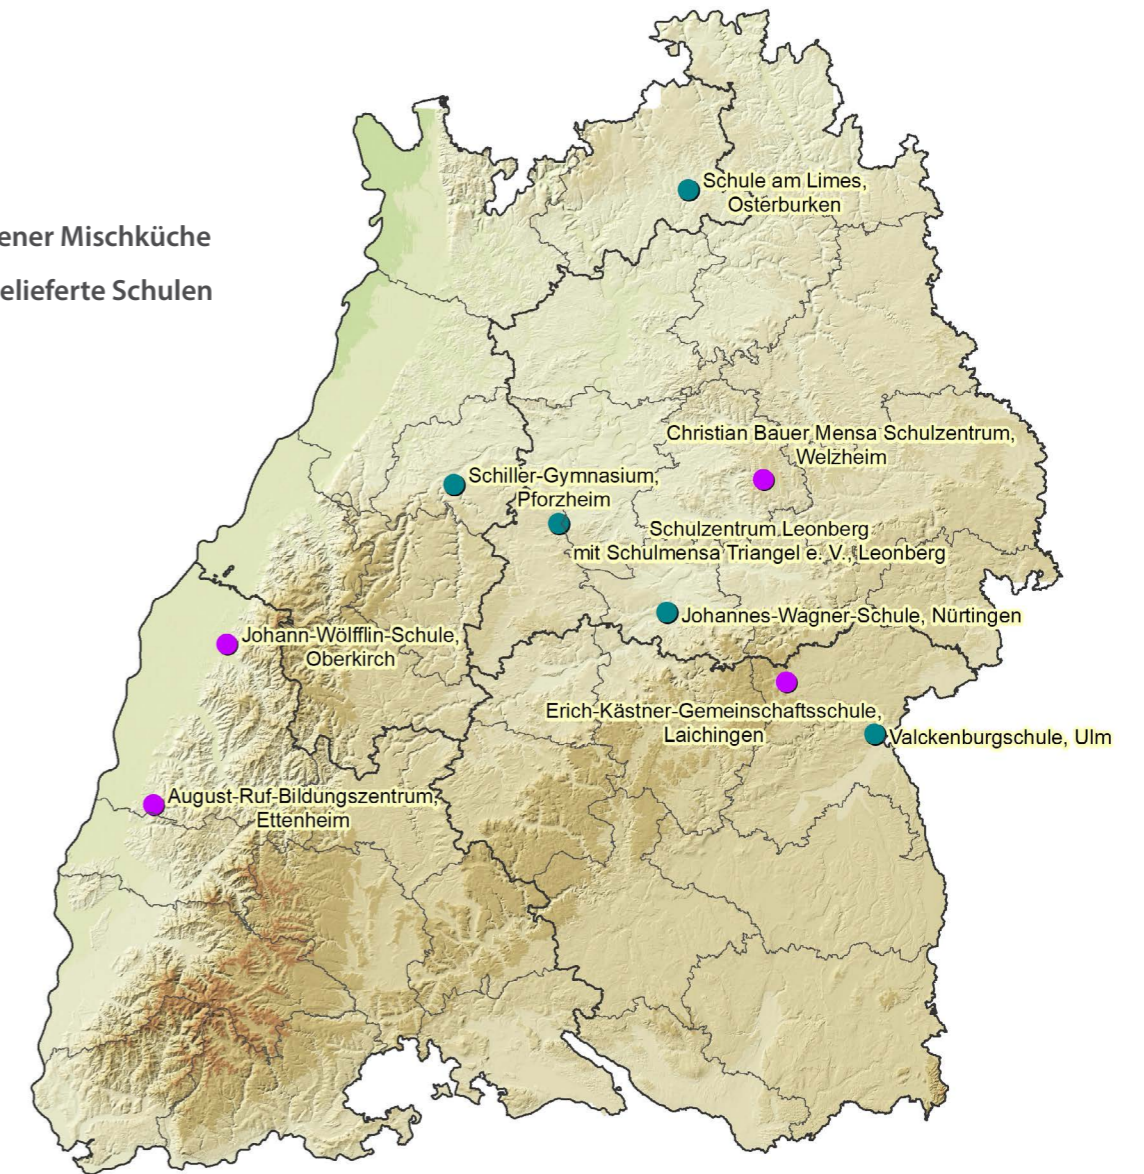 ener Mischküche
elieferte Schulen
Schule am Limes,
Osterburken
Christian Bauer Mensa Schulzentrum,
Welzheim
Schiller-Gymnasium,
Pforzheim
Schulzentrum Leonberg
mit Schulmensa Triangel e. V., Leonberg
Johannes-Wagner-Schule, Nürtingen
Johann-Wölfflin-Schule,
Oberkirch
Erich-Kästner-Gemeinschaftsschule,
Laichingen
Valckenburgschule, Ulm
August-Ruf-Bildungszentrum,
Ettenheim